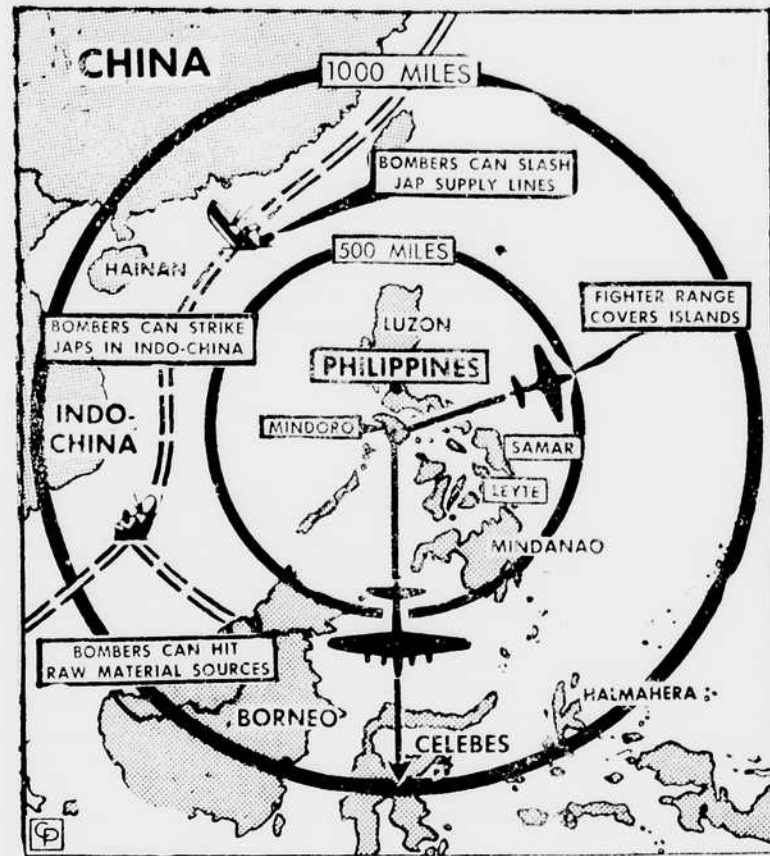 CHINA
1000 MILES
BOMBERS CAN SLASH
JAP SUPPLY LINES
HAINAN
500 MILES
FIGHTER RANGE
COVERS ISLANDS
BOMBERS CAN STRIKE
JAPS IN INDO-CHINA
LUZON
PHILIPPINES
INDO-
CHINA
MINDORO
SAMAR
LEYTE
MINDANAO
BOMBERS CAN HIT
RAW MATERIAL SOURCES
BORNEO
CELEBES
HALMAHERA
CP